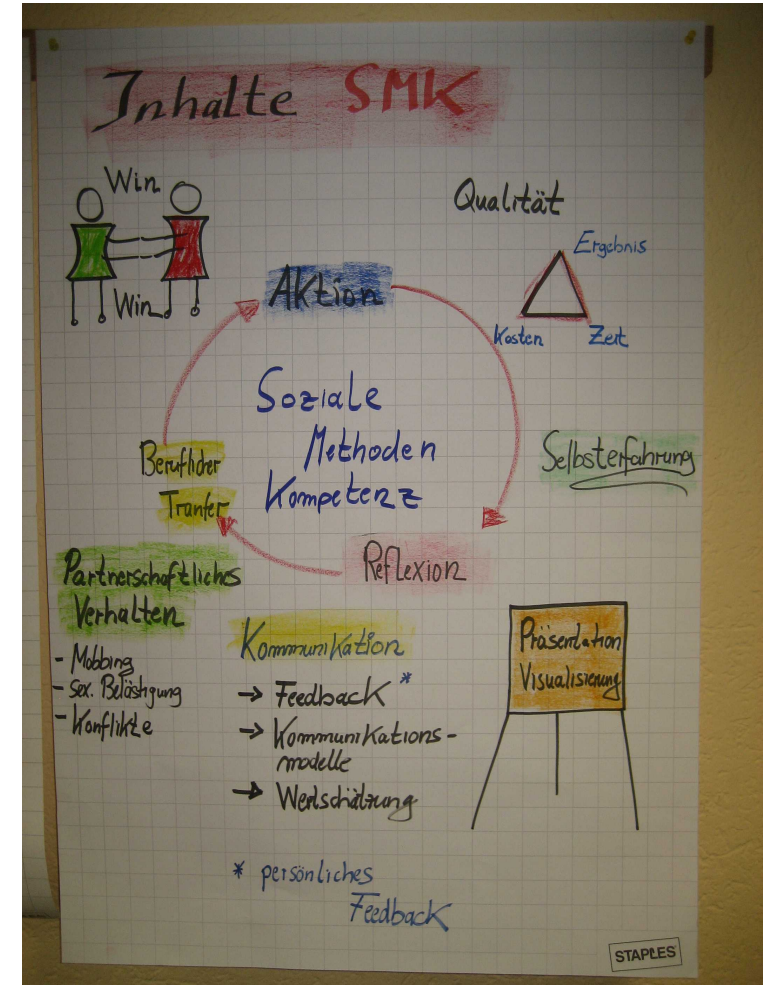 Inhalte SMK
Win
Win
Qualität
Ergebnis
Kosten
Zeit
Aktion
Soziale
Methoden
Kompetenz
Selbsterfahrung
Beruflicher
Tranfer
Reflexion
Partnerschaftliches
Verhalten
- Mobbing
- Sex. Belästigung
- Konflikte
Kommunikation
→ Feedback *
→ Kommunikations-
modelle
→ Wertschätzung
* persönliches
Feedback
Präsentation
Visualisierung
STAPLES